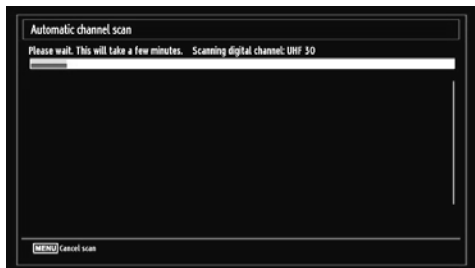 Automatic channel scan
Please wait. This will take a few minutes. Scanning digital channel: UHF 30
MENU Cancel scan